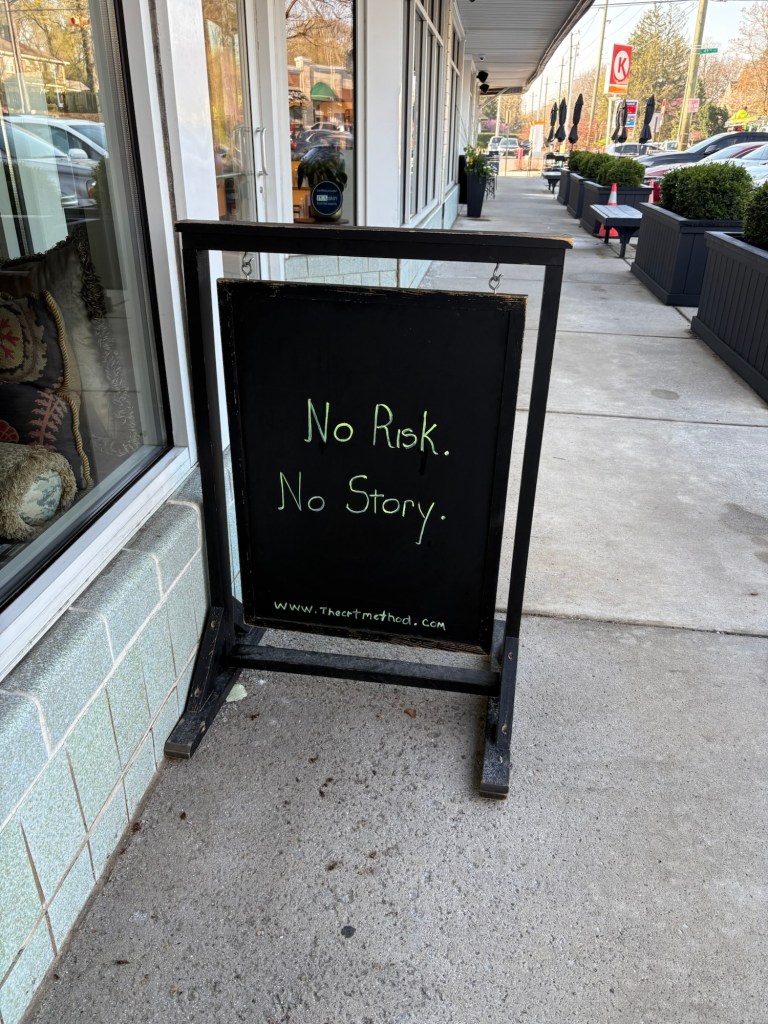 No Risk.
No Story.
www.Theartmethod.com
K